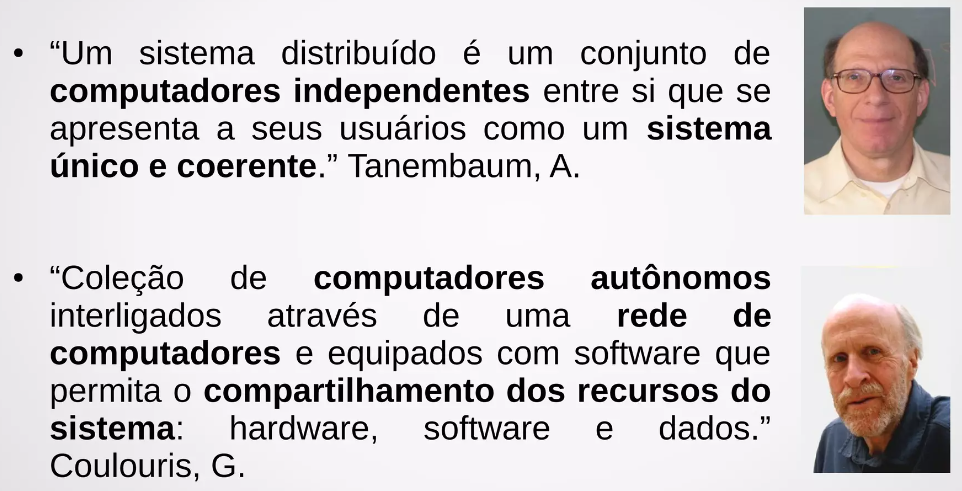 • “Um sistema distribuído é um conjunto de
computadores independentes entre si que se
apresenta a seus usuários como um sistema
único e coerente.” Tanembaum, A.
• “Coleção de computadores autônomos
interligados através de uma rede de
computadores e equipados com software que
permita o compartilhamento dos recursos do
sistema: hardware, software e dados.”
Coulouris, G.